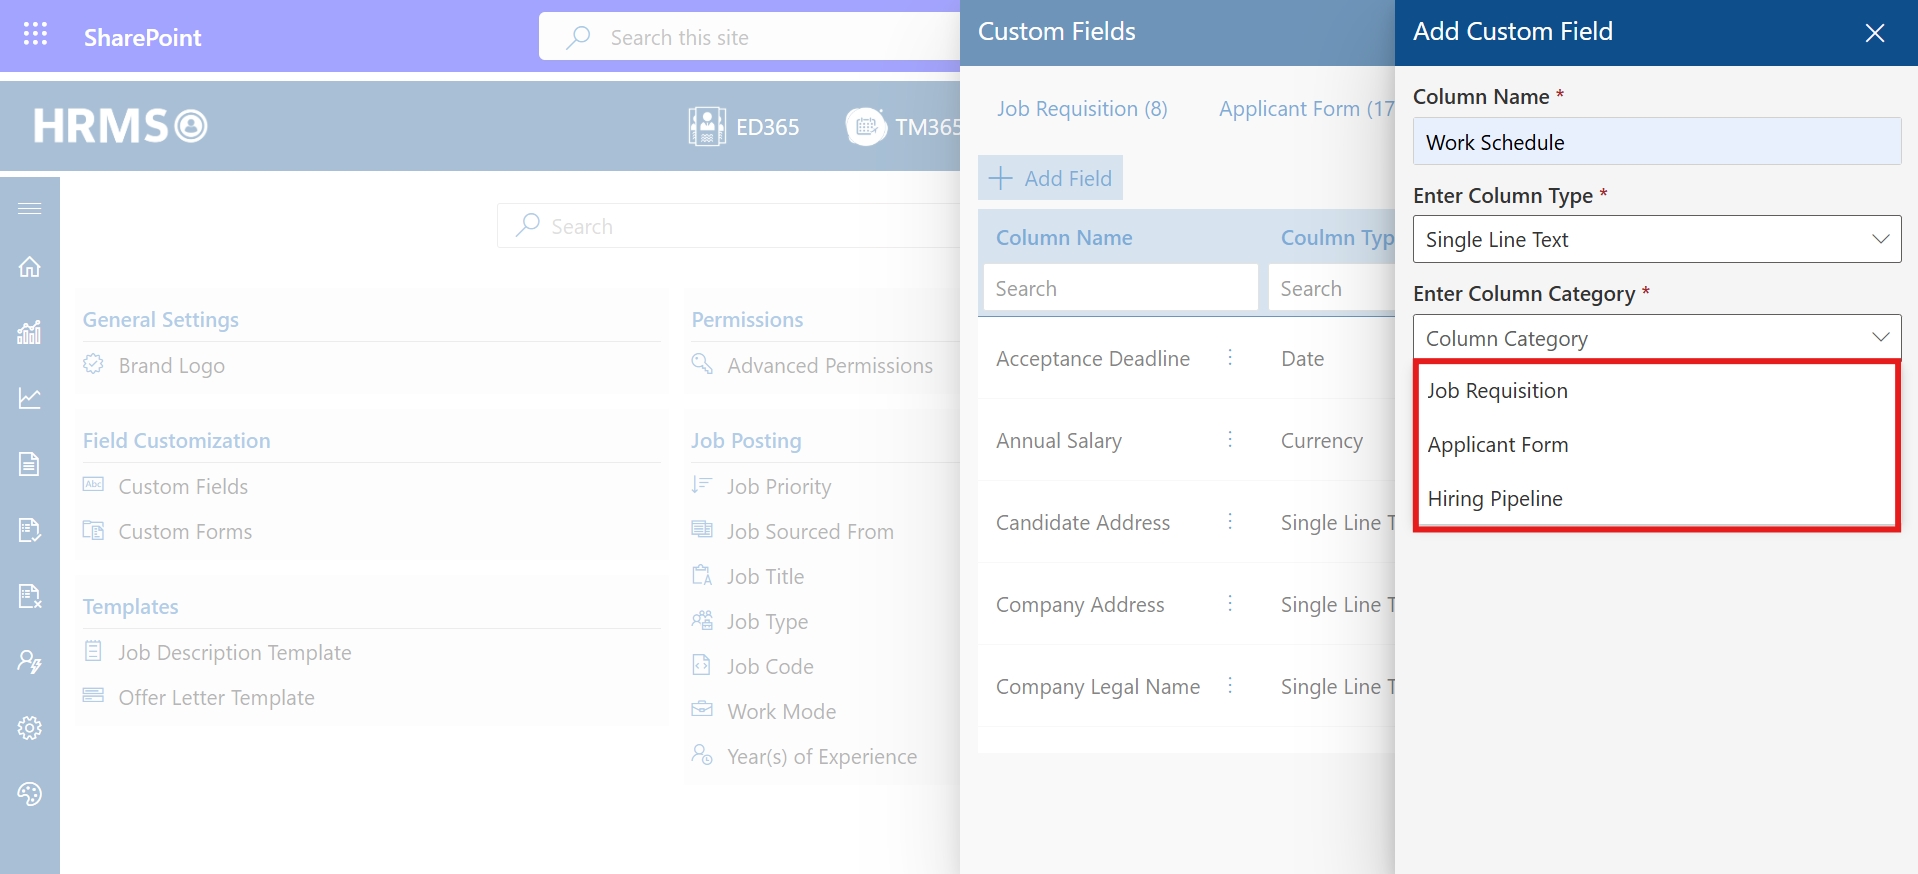 SharePoint
Search this site
HRMS
ED365
TM365
Search
General Settings
Brand Logo
Field Customization
Abc
Custom Fields
Custom Forms
Templates
Job Description Template
Offer Letter Template
Permissions
Advanced Permissions
Job Posting
Job Priority
Job Sourced From
Job Title
Job Type
Job Code
Work Mode
Year(s) of Experience
Custom Fields
Job Requisition (8)
Applicant Form (17
Add Field
Column Name
Coulmn Typ
Search
Search
Acceptance Deadline
Date
Annual Salary
Currency
Candidate Address
Single Line T
Company Address
Single Line T
Company Legal Name
Single Line T
Add Custom Field
Column Name *
Work Schedule
Enter Column Type *
Single Line Text
Enter Column Category *
Column Category
Job Requisition
Applicant Form
Hiring Pipeline